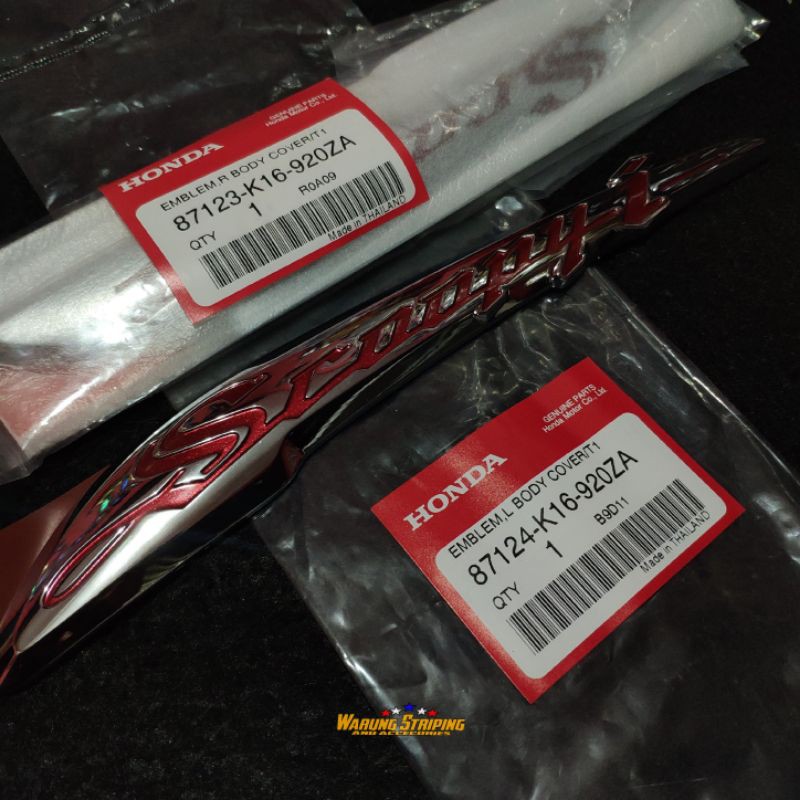 GENUINE PARTS
Honda Motor Co., Ltd.
HONDA
EMBLEM,R BODY COVER/T1
87123-K16-920ZA
QTY 1 R0A09
Made in THAILAND
Scoopy-i
GENUINE PARTS
Honda Motor Co., Ltd.
HONDA
EMBLEM,L BODY COVER/T1
87124-K16-920ZA
QTY 1 B9D11
Made in THAILAND
WARUNG STRIPING
AND ACCECORIES